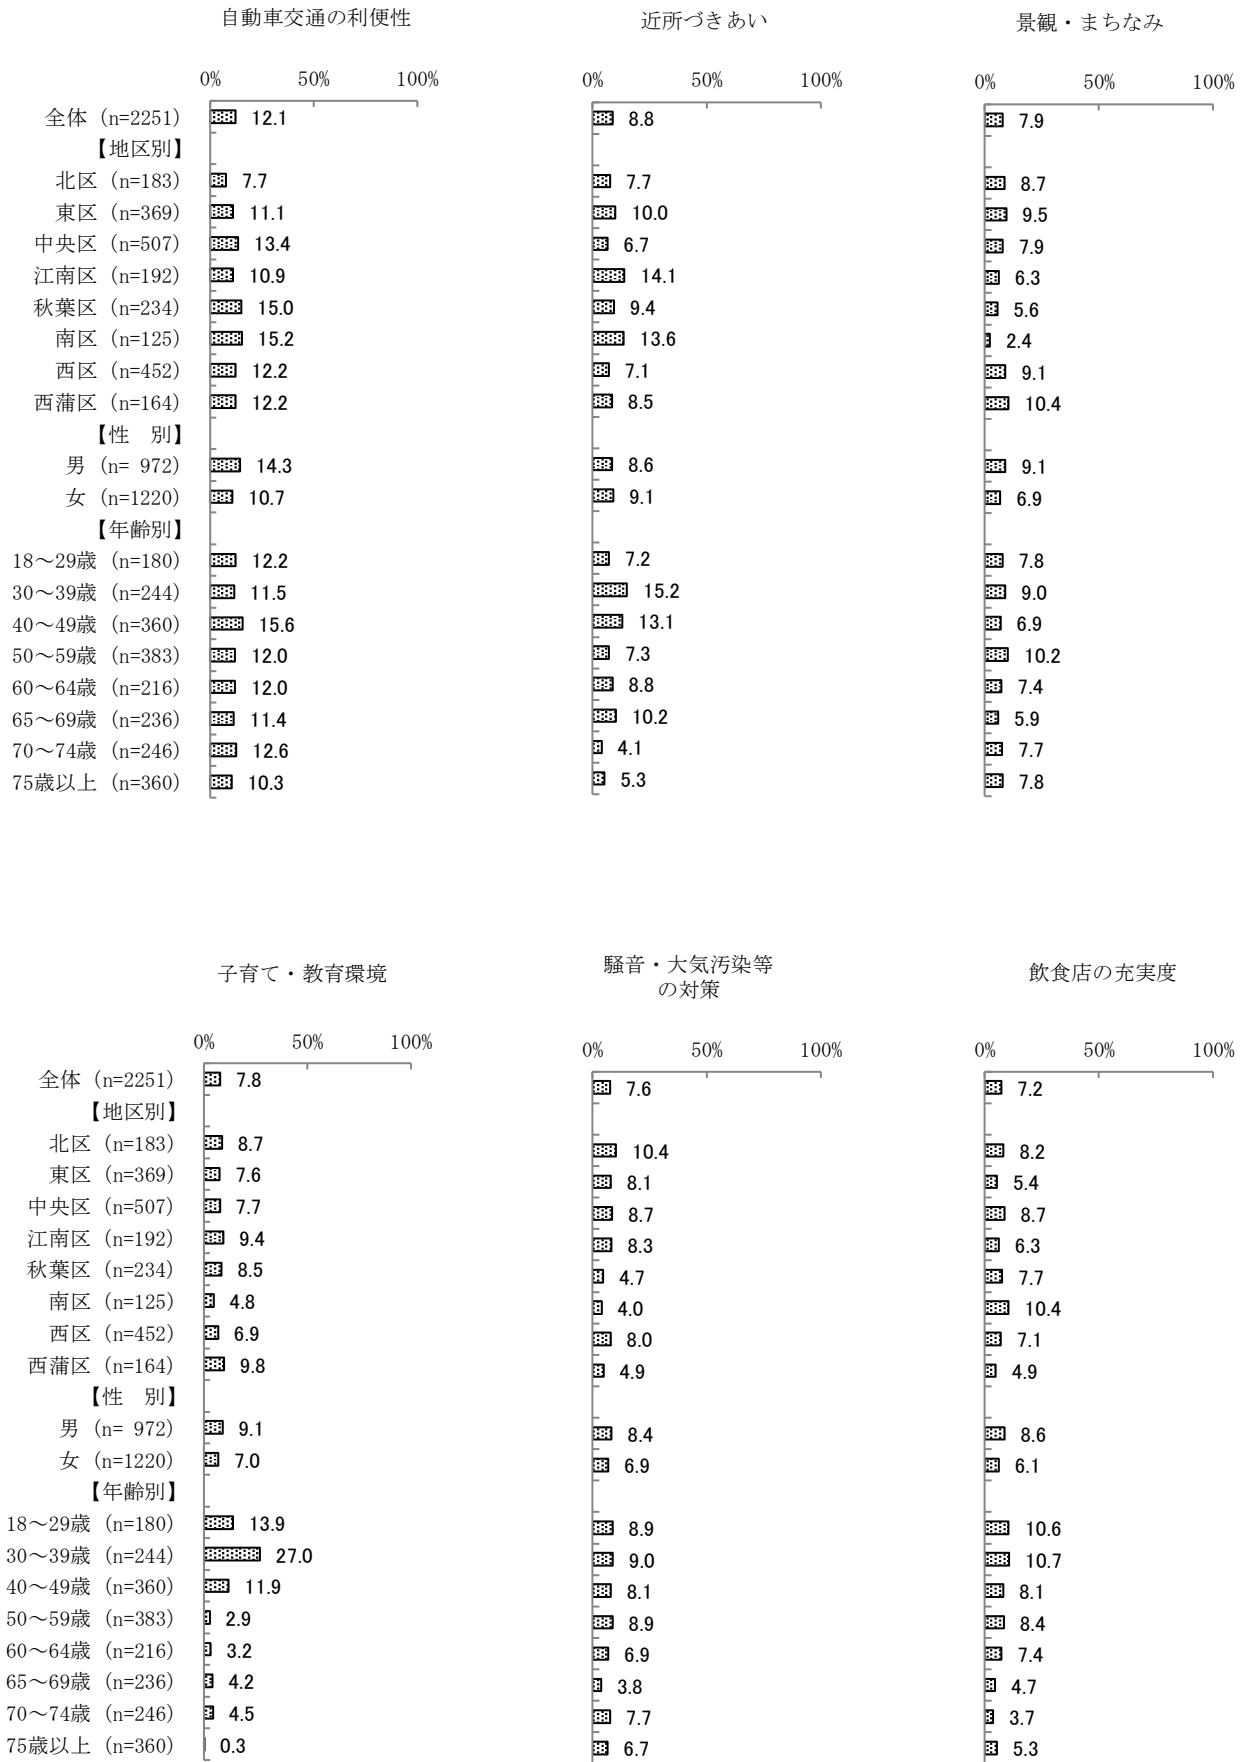 自動車交通の利便性 近所づきあい 景観・まちなみ
0% 50% 100% 0% 50% 100% 0% 50% 100%
全体 (n=2251) 12.1 8.8 7.9
【地区別】
北区 (n=183) 7.7 7.7 8.7
東区 (n=369) 11.1 10.0 9.5
中央区 (n=507) 13.4 6.7 7.9
江南区 (n=192) 10.9 14.1 6.3
秋葉区 (n=234) 15.0 9.4 5.6
南区 (n=125) 15.2 13.6 2.4
西区 (n=452) 12.2 7.1 9.1
西蒲区 (n=164) 12.2 8.5 10.4
【性　別】
男 (n= 972) 14.3 8.6 9.1
女 (n=1220) 10.7 9.1 6.9
【年齢別】
18～29歳 (n=180) 12.2 7.2 7.8
30～39歳 (n=244) 11.5 15.2 9.0
40～49歳 (n=360) 15.6 13.1 6.9
50～59歳 (n=383) 12.0 7.3 10.2
60～64歳 (n=216) 12.0 8.8 7.4
65～69歳 (n=236) 11.4 10.2 5.9
70～74歳 (n=246) 12.6 4.1 7.7
75歳以上 (n=360) 10.3 5.3 7.8
子育て・教育環境 騒音・大気汚染等 飲食店の充実度
の対策
0% 50% 100% 0% 50% 100% 0% 50% 100%
全体 (n=2251) 7.8 7.6 7.2
【地区別】
北区 (n=183) 8.7 10.4 8.2
東区 (n=369) 7.6 8.1 5.4
中央区 (n=507) 7.7 8.7 8.7
江南区 (n=192) 9.4 8.3 6.3
秋葉区 (n=234) 8.5 4.7 7.7
南区 (n=125) 4.8 4.0 10.4
西区 (n=452) 6.9 8.0 7.1
西蒲区 (n=164) 9.8 4.9 4.9
【性　別】
男 (n= 972) 9.1 8.4 8.6
女 (n=1220) 7.0 6.9 6.1
【年齢別】
18～29歳 (n=180) 13.9 8.9 10.6
30～39歳 (n=244) 27.0 9.0 10.7
40～49歳 (n=360) 11.9 8.1 8.1
50～59歳 (n=383) 2.9 8.9 8.4
60～64歳 (n=216) 3.2 6.9 7.4
65～69歳 (n=236) 4.2 3.8 4.7
70～74歳 (n=246) 4.5 7.7 3.7
75歳以上 (n=360) 0.3 6.7 5.3